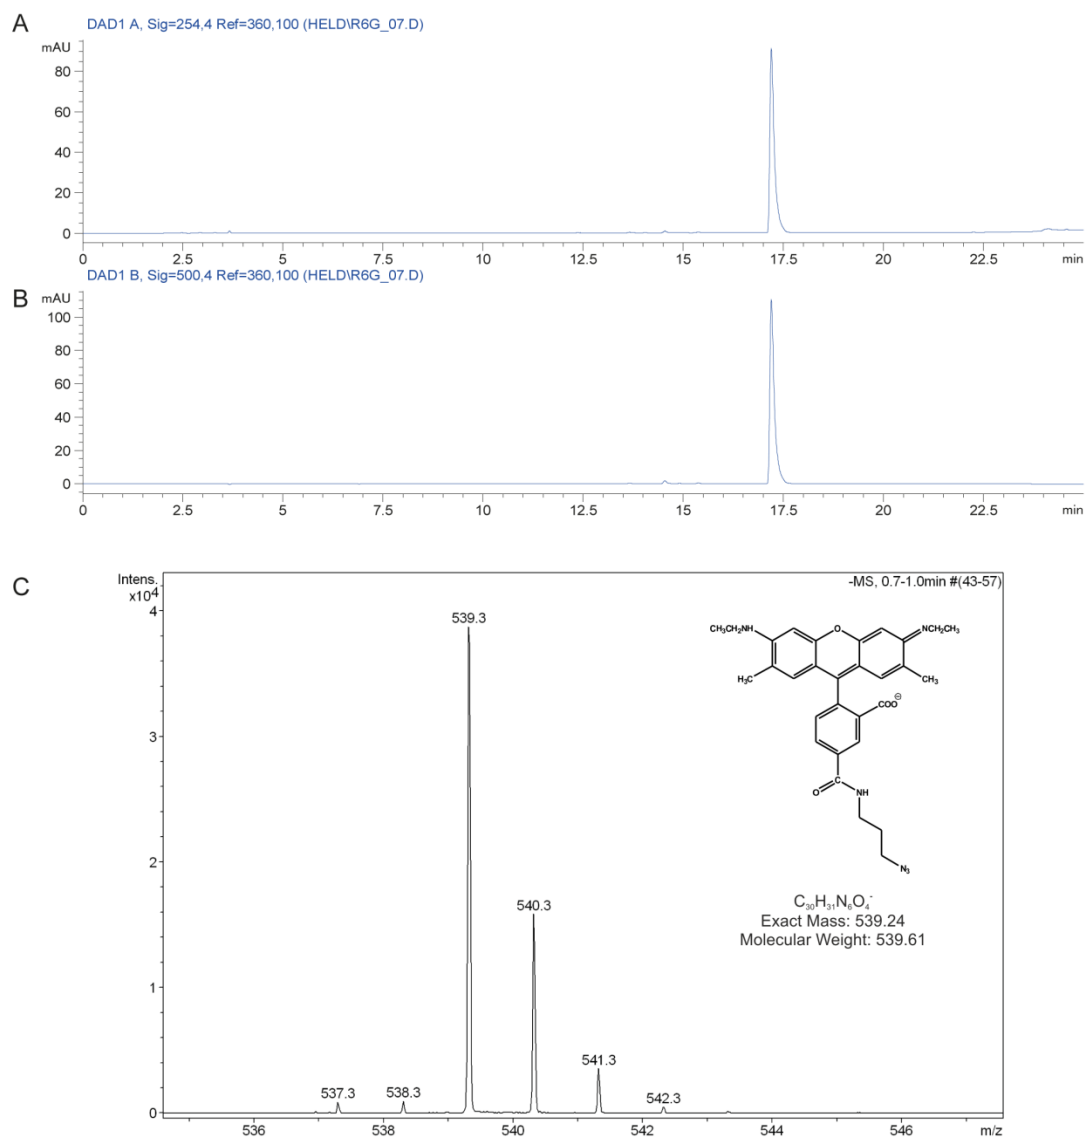 A
DAD1 A, Sig=254,4 Ref=360,100 (HELD\R6G_07.D)
mAU
80
60
40
20
0
0 2.5 5 7.5 10 12.5 15 17.5 20 22.5 min
B
DAD1 B, Sig=500,4 Ref=360,100 (HELD\R6G_07.D)
mAU
100
80
60
40
20
0
0 2.5 5 7.5 10 12.5 15 17.5 20 22.5 min
C
Intens.
x10⁴
-MS, 0.7-1.0min #(43-57)
4
3
2
1
0
539.3
540.3
541.3
537.3
538.3
542.3
CH₃CH₂NH
O
NCH₂CH₃
H₃C
CH₃
COO⊖
C
O
NH
N₃
C₃₀H₃₁N₆O₄⁻
Exact Mass: 539.24
Molecular Weight: 539.61
536 538 540 542 544 546 m/z